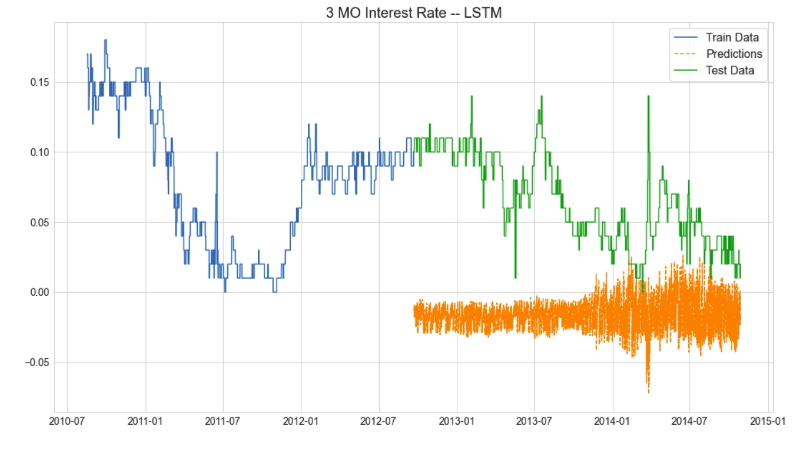 3 MO Interest Rate -- LSTM
Train Data
Predictions
Test Data
0.15
0.10
0.05
0.00
−0.05
2010-07 2011-01 2011-07 2012-01 2012-07 2013-01 2013-07 2014-01 2014-07 2015-01